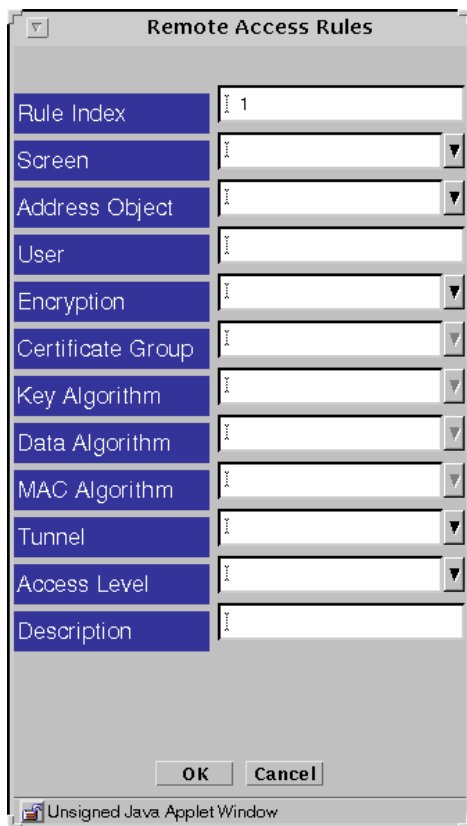 Remote Access Rules
Rule Index 1
Screen
Address Object
User
Encryption
Certificate Group
Key Algorithm
Data Algorithm
MAC Algorithm
Tunnel
Access Level
Description
OK Cancel
Unsigned Java Applet Window